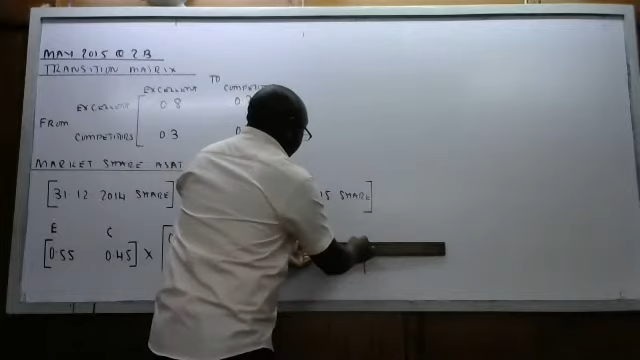 MAY 2015 Q 2B
TRANSITION MATRIX
TO
EXCELLENT
EXCELLENT 0.8
FROM
COMPETITORS 0.3
MARKET SHARE AS AT
[31 12 2014 SHARE] 15 SHARE]
E C
[0.55 0.45] ×